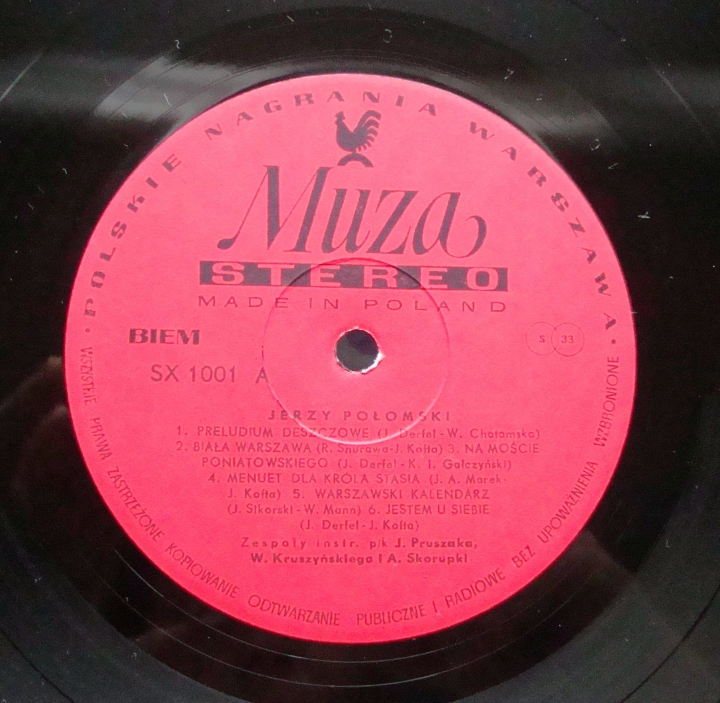 POLSKIE NAGRANIA WARSZAWA
Muza
STEREO
MADE IN POLAND
BIEM
S 33
SX 1001 A
JERZY POŁOMSKI
1. PRELUDIUM DESZCZOWE (J. Derfel - W. Chotomska)
2. BIAŁA WARSZAWA (R. Snurawa - J. Kofta) 3. NA MOŚCIE
PONIATOWSKIEGO (J. Derfel - K. I. Gałczyński)
4. MENUET DLA KRÓLA STASIA (J. A. Marek -
J. Kofta) 5. WARSZAWSKI KALENDARZ
(J. Sikorski - W. Mann) 6. JESTEM U SIEBIE
(J. Derfel - J. Kofta)
Zespoły instr. p/k J. Pruszaka,
W. Kruszyńskiego i A. Skorupki
WSZYSTKIE PRAWA ZASTRZEŻONE KOPIOWANIE ODTWARZANIE PUBLICZNE I RADIOWE BEZ UPOWAŻNIENIA WZBRONIONE